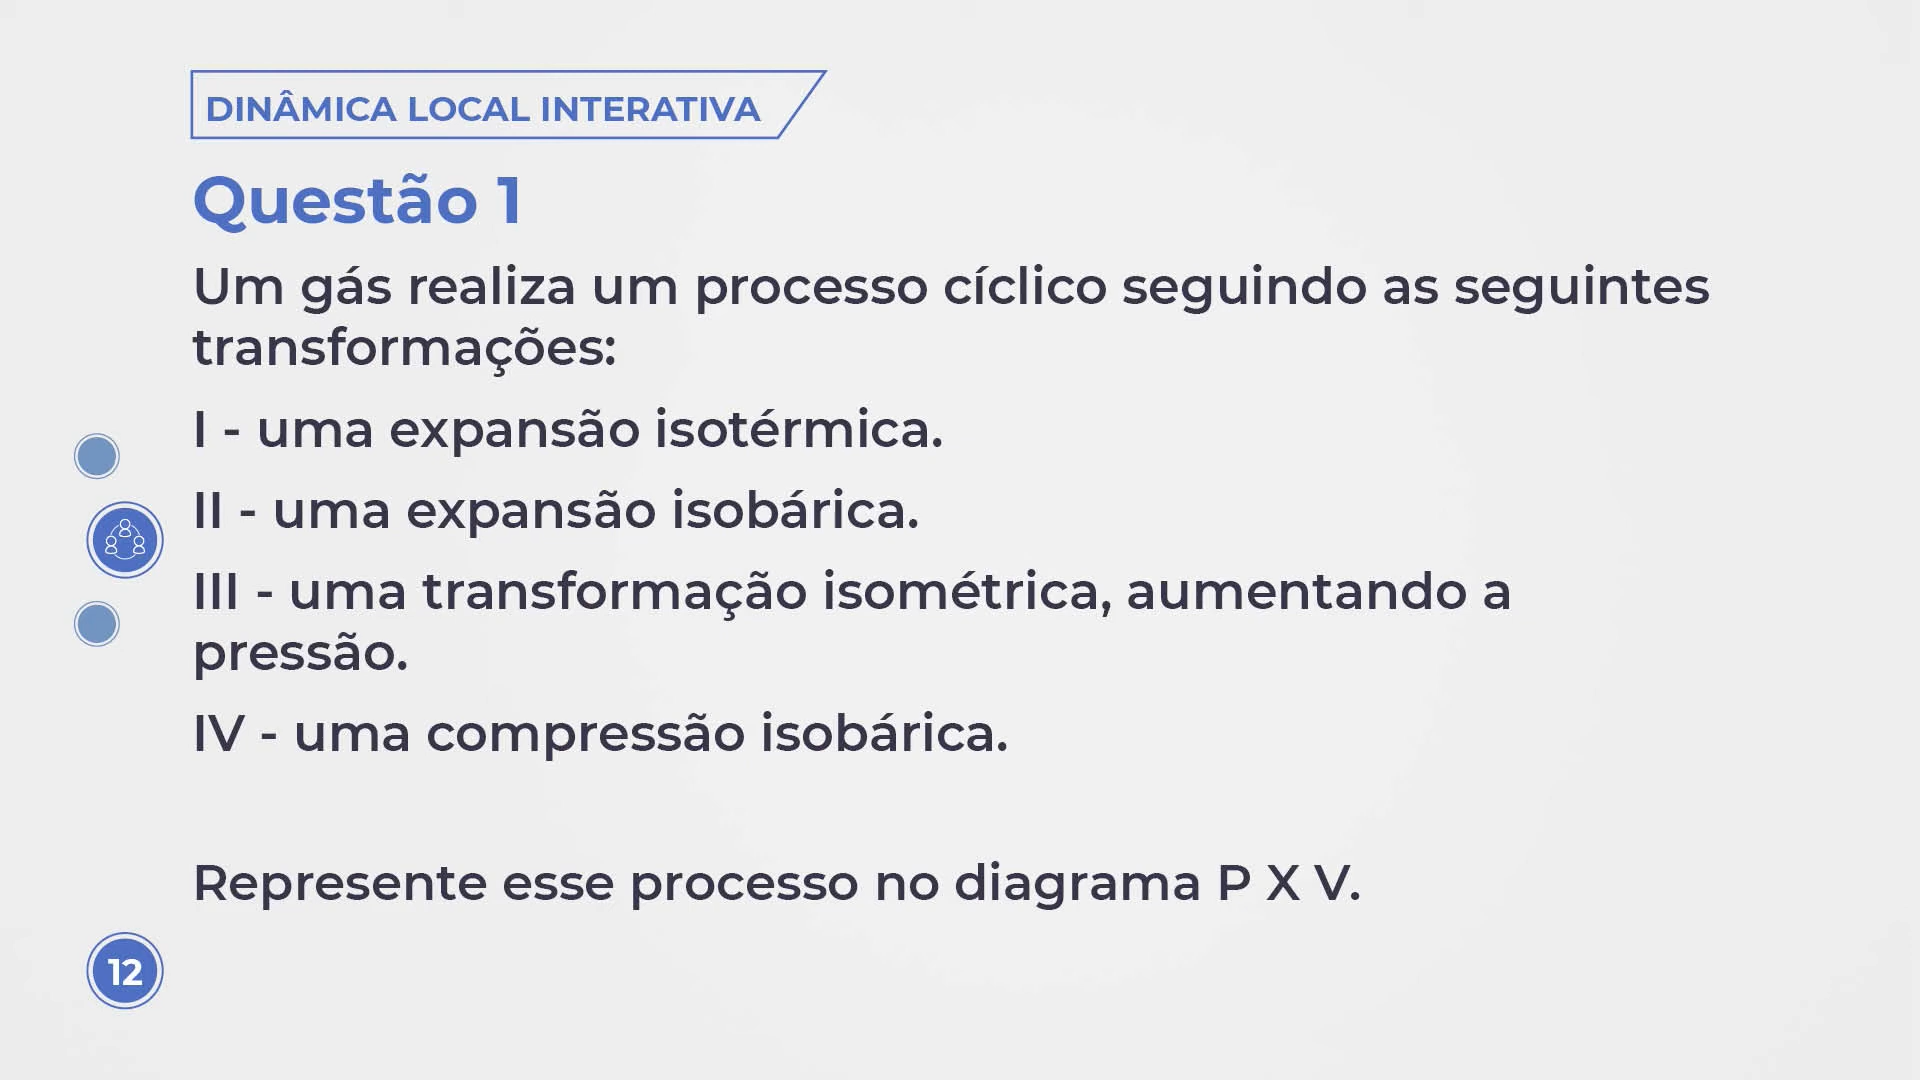 DINÂMICA LOCAL INTERATIVA
Questão 1
Um gás realiza um processo cíclico seguindo as seguintes
transformações:
I - uma expansão isotérmica.
II - uma expansão isobárica.
III - uma transformação isométrica, aumentando a
pressão.
IV - uma compressão isobárica.
Represente esse processo no diagrama P X V.
12